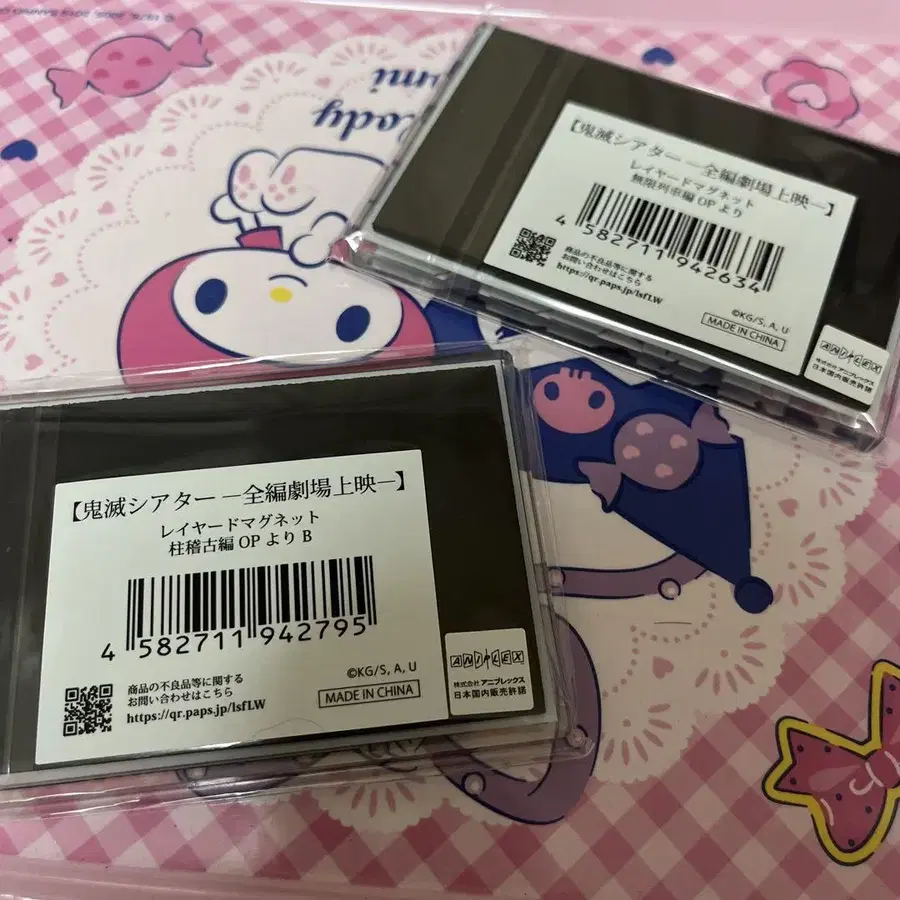 © 1976, 2005, 2019 SANRIO CO
Melody
Kuromi
【鬼滅シアター ―全編劇場上映―】
レイヤードマグネット
無限列車編 OP より
4 582711 942634
商品の不良品等に関する
お問い合わせはこちら
https://qr.paps.jp/lsfLW
©KG/S, A, U
MADE IN CHINA
ANIPLEX
株式会社 アニプレックス
日本国内販売許諾
【鬼滅シアター ―全編劇場上映―】
レイヤードマグネット
柱稽古編 OP より B
4 582711 942795
商品の不良品等に関する
お問い合わせはこちら
https://qr.paps.jp/lsfLW
©KG/S, A, U
MADE IN CHINA
ANIPLEX
株式会社 アニプレックス
日本国内販売許諾